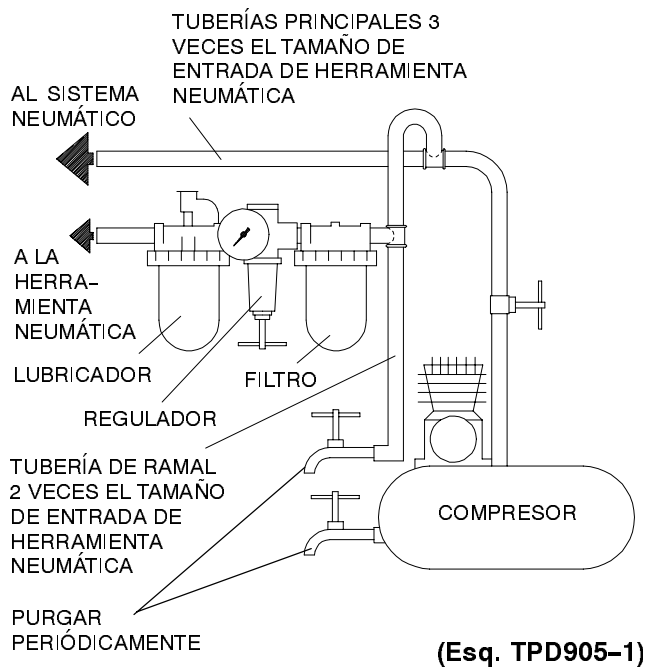 TUBERÍAS PRINCIPALES 3
VECES EL TAMAÑO DE
ENTRADA DE HERRAMIENTA
NEUMÁTICA
AL SISTEMA
NEUMÁTICO
A LA
HERRA–
MIENTA
NEUMÁTICA
LUBRICADOR
FILTRO
REGULADOR
TUBERÍA DE RAMAL
2 VECES EL TAMAÑO
DE ENTRADA DE
HERRAMIENTA
NEUMÁTICA
COMPRESOR
PURGAR
PERIÓDICAMENTE
(Esq. TPD905–1)